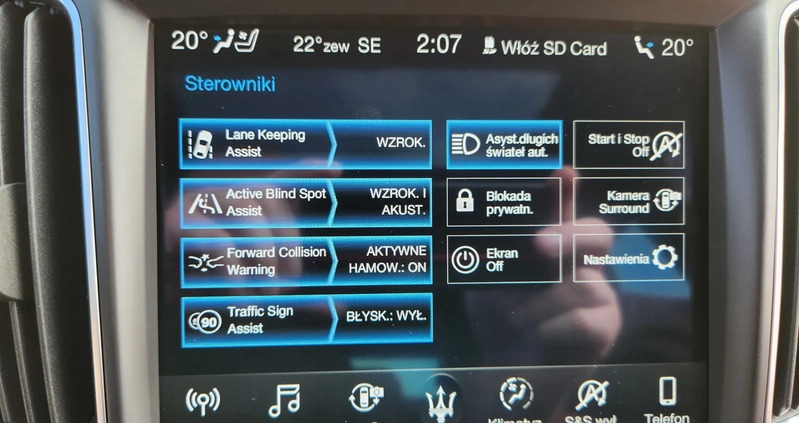 20° 22°zew SE 2:07 Włóż SD Card 20°
Sterowniki
Lane Keeping
Assist
WZROK.
Active Blind Spot
Assist
WZROK. I
AKUST.
Forward Collision
Warning
AKTYWNE
HAMOW.: ON
90
Traffic Sign
Assist
BŁYSK.: WYŁ.
Asyst.długich
świateł aut.
Start i Stop
Off
Blokada
prywatn.
Kamera
Surround
Ekran
Off
Nastawienia
Klimatyz.
S&S wył.
Telefon